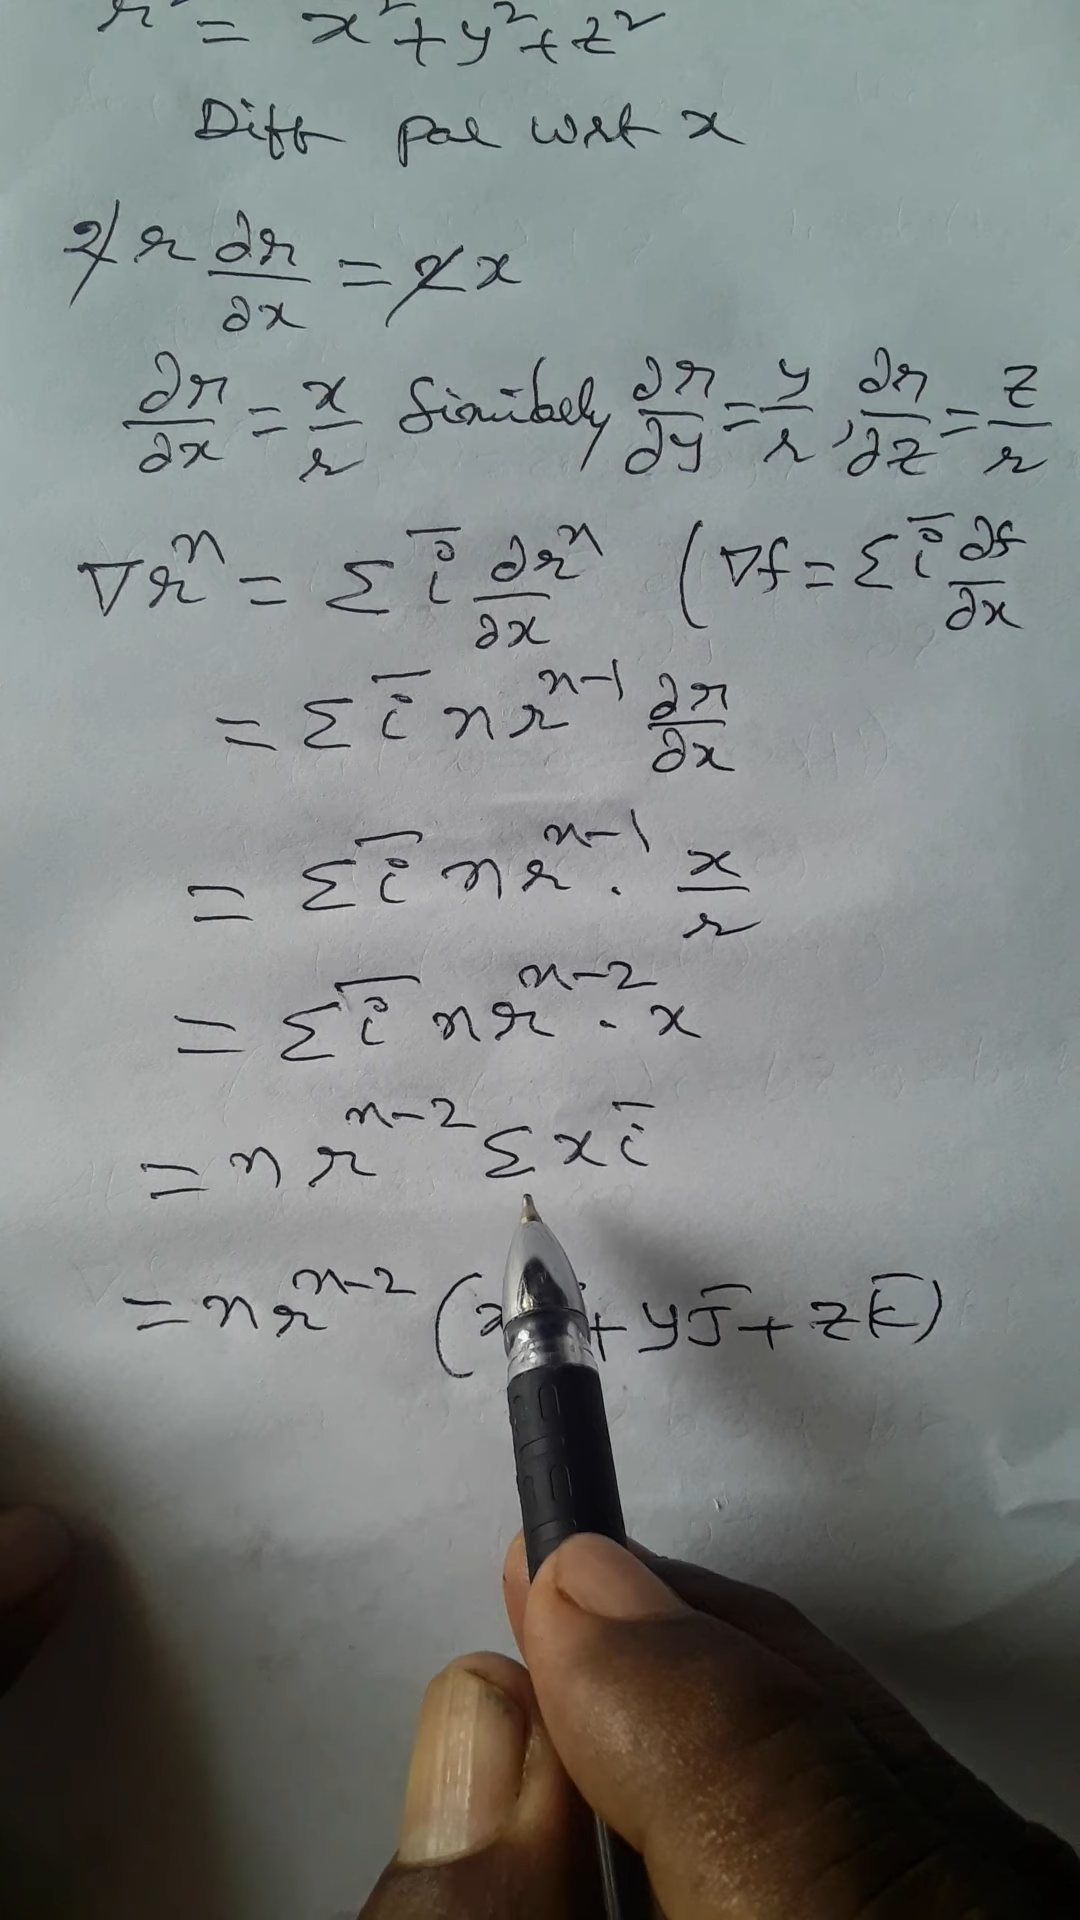 r² = x²+y²+z²
Diff par wrt x
2r ∂r/∂x = 2x
∂r/∂x = x/r Similarly ∂r/∂y = y/r, ∂r/∂z = z/r
∇rⁿ = Σ i̅ ∂rⁿ/∂x (∇f = Σ i̅ ∂f/∂x
= Σ i̅ n rⁿ⁻¹ ∂r/∂x
= Σ i̅ n rⁿ⁻¹ . x/r
= Σ i̅ n rⁿ⁻² . x
= n rⁿ⁻² Σ x i̅
= n rⁿ⁻² (x + y j̅ + z k̅)